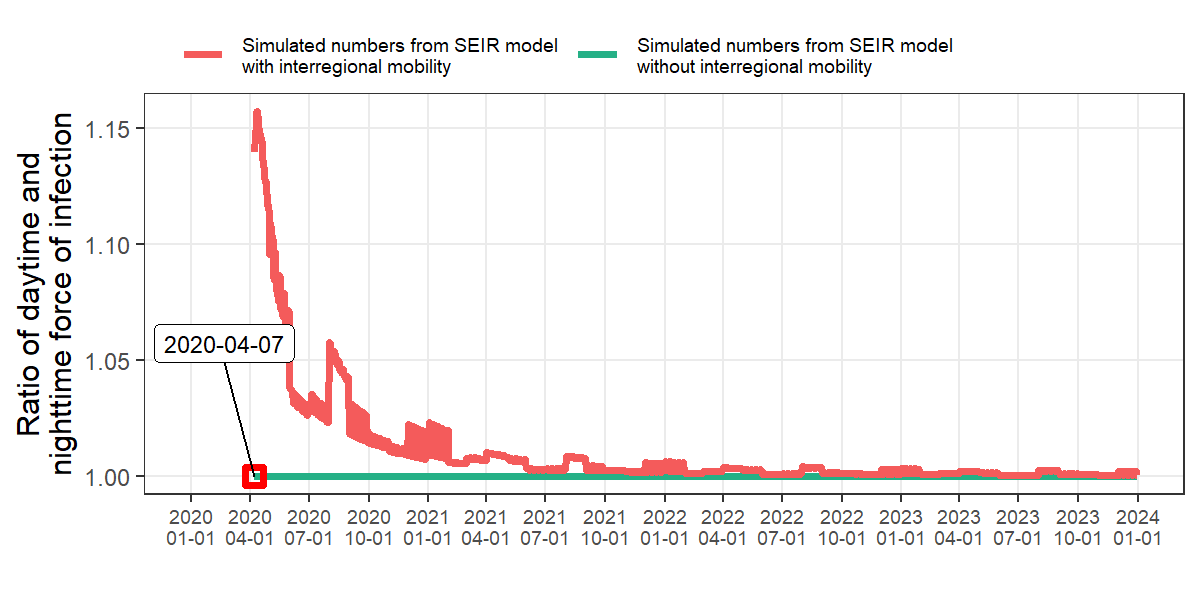 Simulated numbers from SEIR model
with interregional mobility
Simulated numbers from SEIR model
without interregional mobility
Ratio of daytime and
nighttime force of infection
1.15
1.10
1.05
1.00
2020-04-07
2020 2020 2020 2020 2021 2021 2021 2021 2022 2022 2022 2022 2023 2023 2023 2023 2024
01-01 04-01 07-01 10-01 01-01 04-01 07-01 10-01 01-01 04-01 07-01 10-01 01-01 04-01 07-01 10-01 01-01